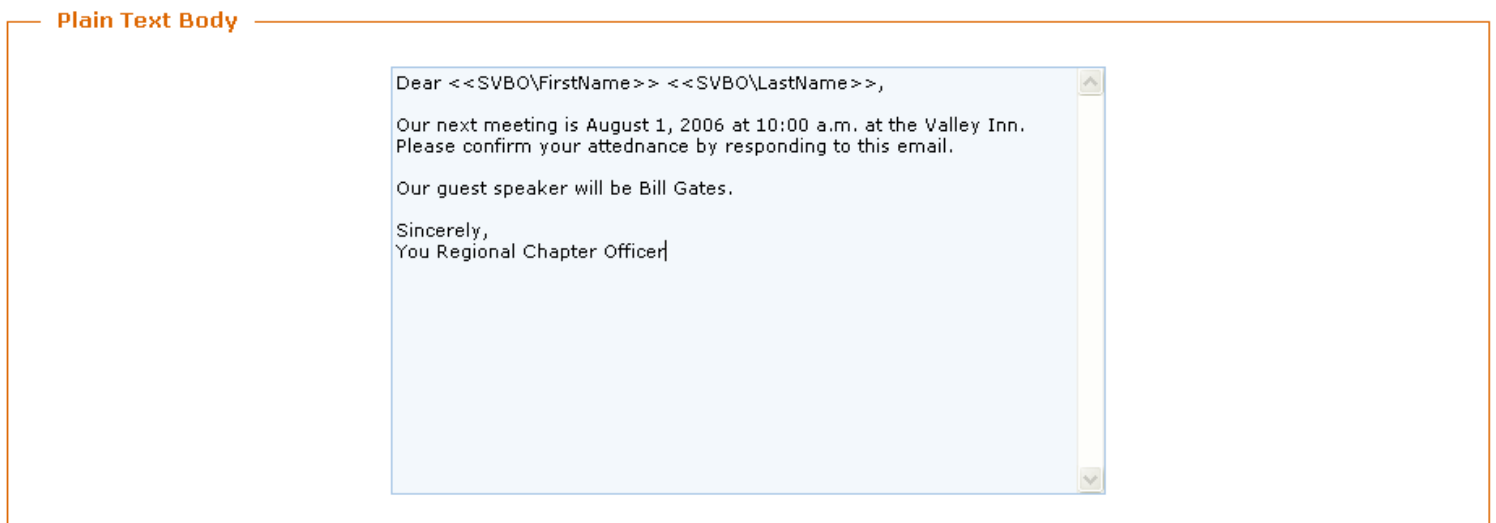 Plain Text Body
Dear <<SVBO\FirstName>> <<SVBO\LastName>>,
Our next meeting is August 1, 2006 at 10:00 a.m. at the Valley Inn.
Please confirm your attednance by responding to this email.
Our guest speaker will be Bill Gates.
Sincerely,
You Regional Chapter Officer